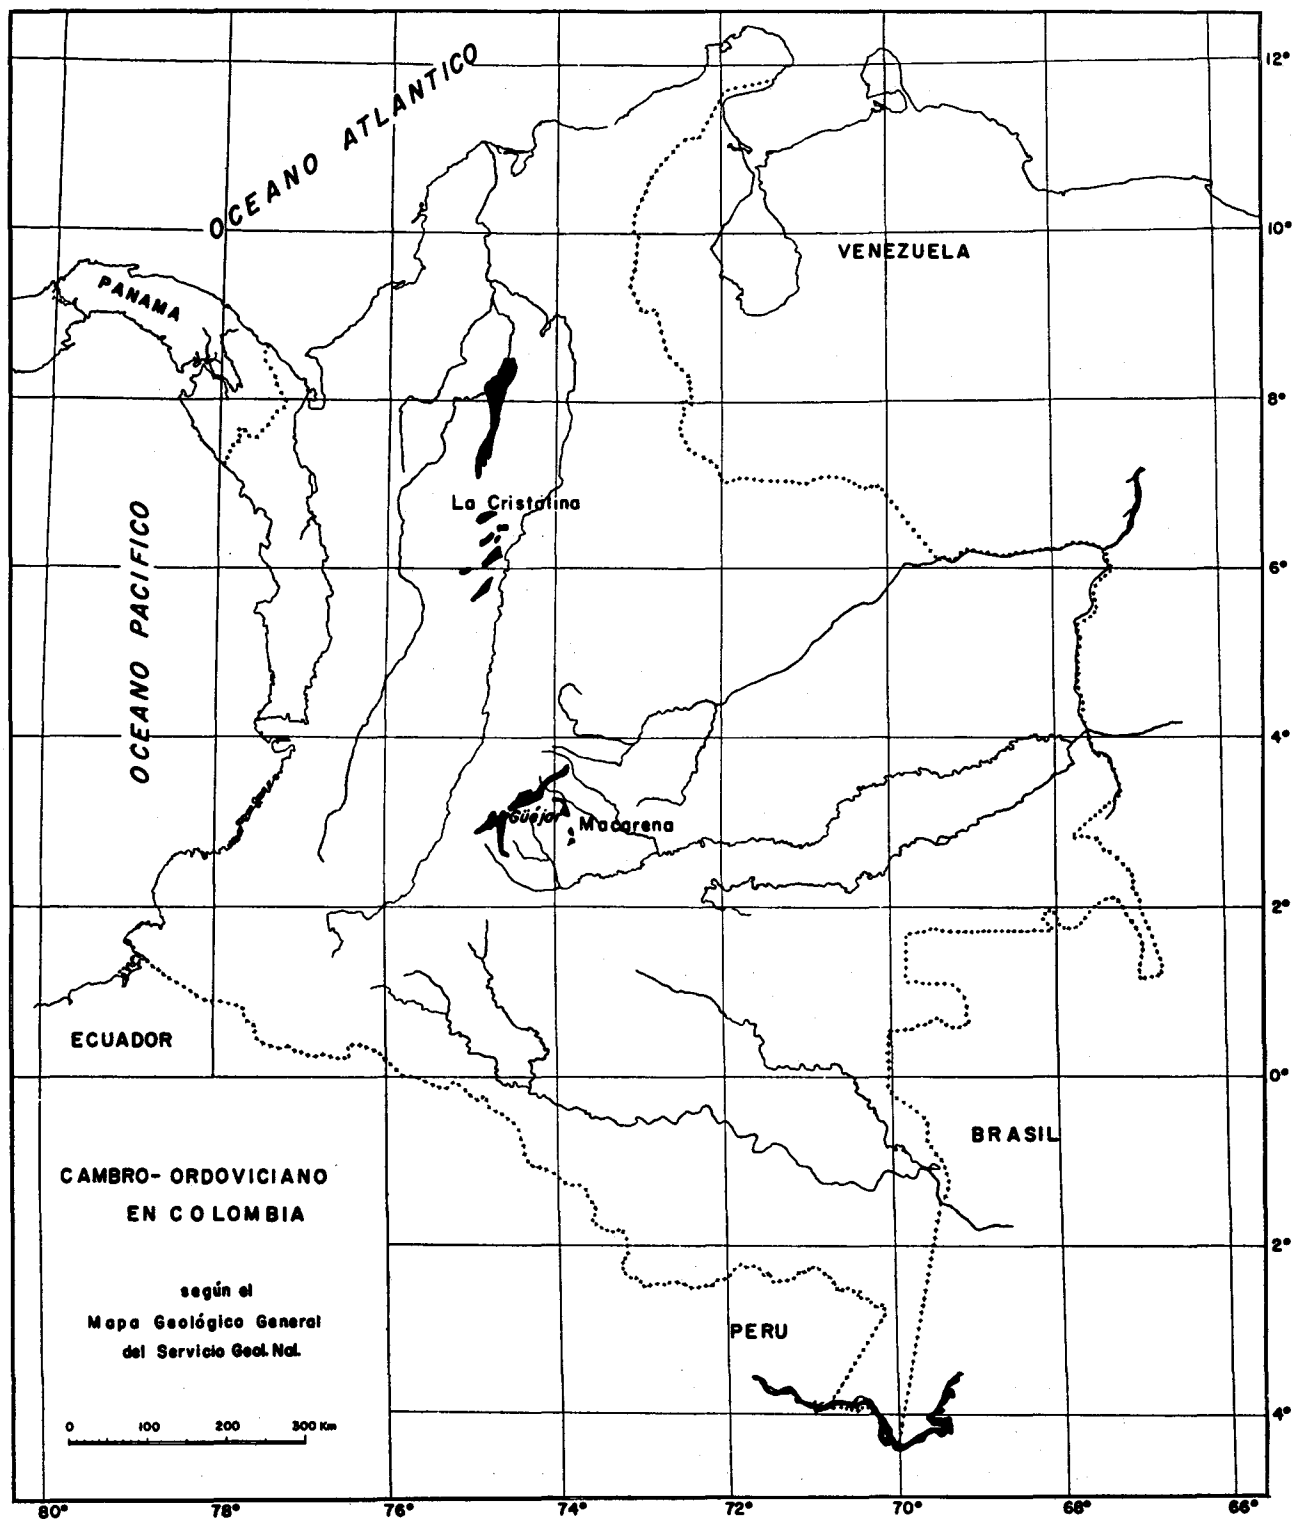 OCEANO ATLANTICO
12°
10°
VENEZUELA
PANAMA
8°
La Cristalina
OCEANO PACIFICO
6°
4°
Güéjar
Macarena
2°
ECUADOR
0°
BRASIL
CAMBRO-ORDOVICIANO
EN COLOMBIA
2°
según el
Mapa Geológico General
del Servicio Geol. Nal.
PERU
0 100 200 300 Km
4°
80° 78° 76° 74° 72° 70° 68° 66°